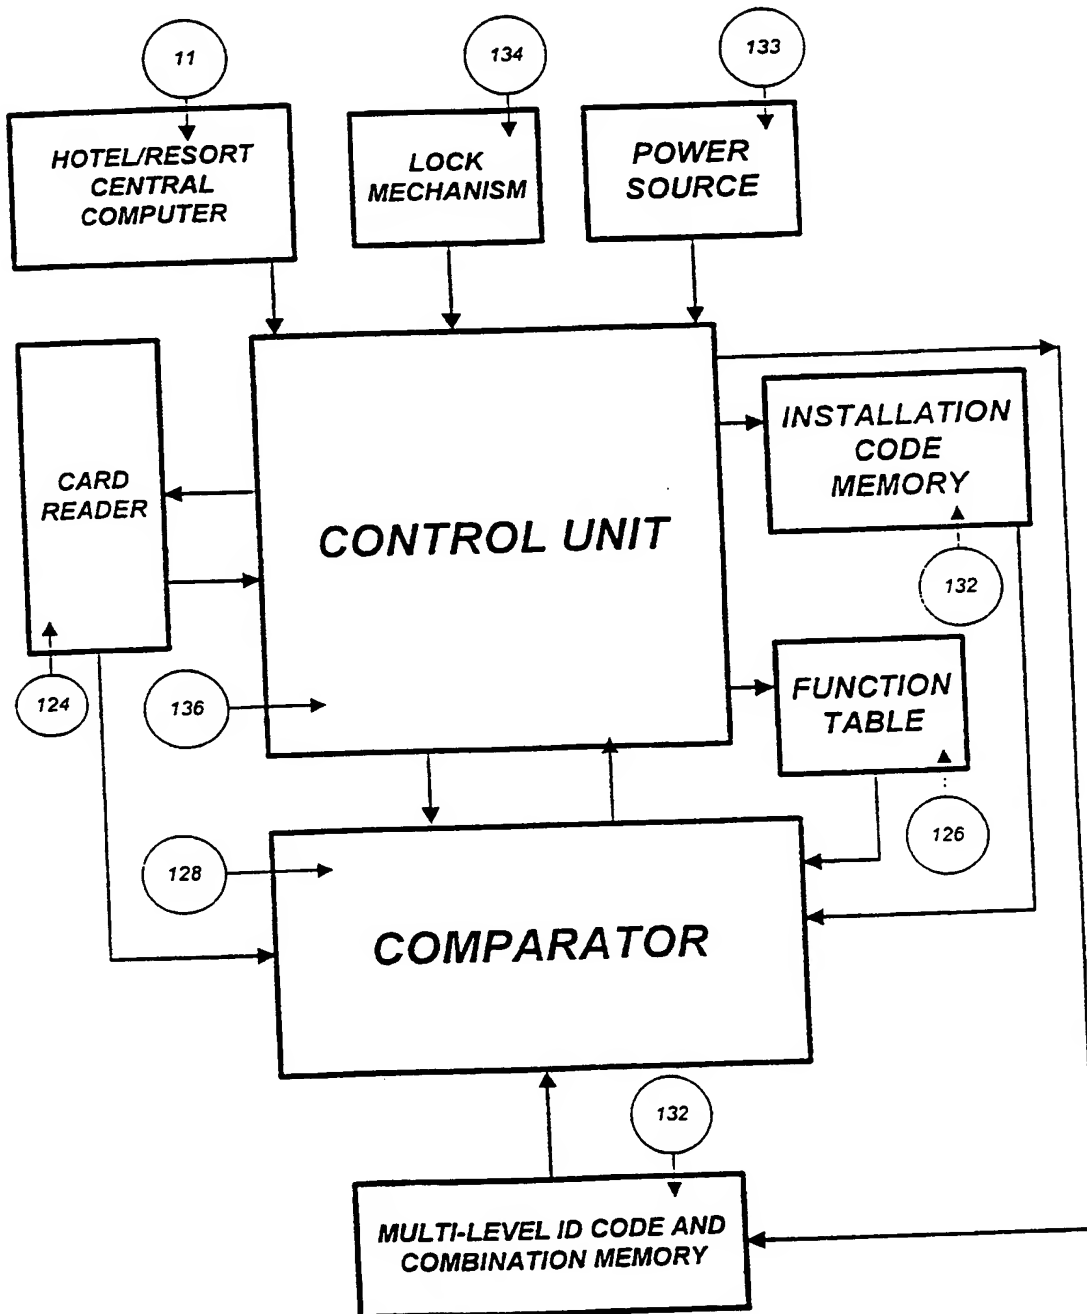 11
134
133
HOTEL/RESORT
CENTRAL
COMPUTER
LOCK
MECHANISM
POWER
SOURCE
CARD
READER
CONTROL UNIT
INSTALLATION
CODE
MEMORY
132
124
136
FUNCTION
TABLE
126
128
COMPARATOR
132
MULTI-LEVEL ID CODE AND
COMBINATION MEMORY